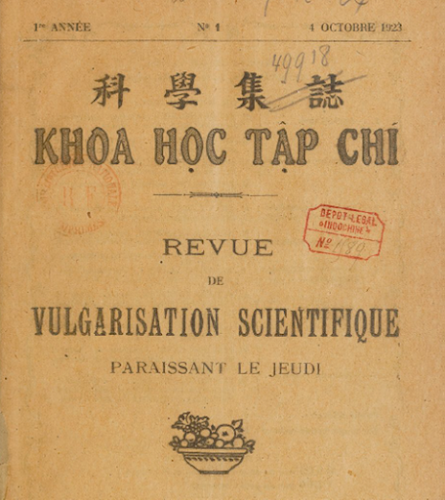 1re ANNÉE Nº 1 4 OCTOBRE 1923
49918
科學集誌
KHOA HỌC TẬP CHÍ
DEPOT LEGAL
INDOCHINE
Nº
REVUE
DE
VULGARISATION SCIENTIFIQUE
PARAISSANT LE JEUDI